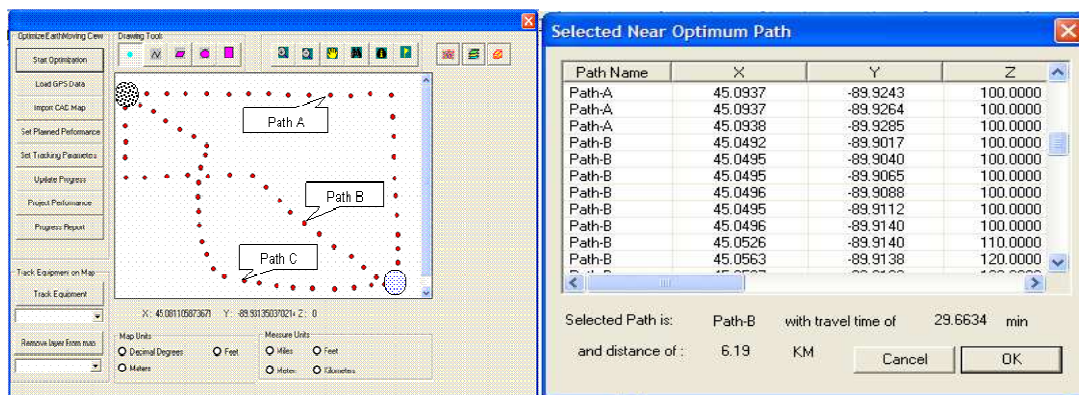 Optimize EarthMoving Crew
Drawing Tools
Start Optimization
Load GPS Data
Import CAD Map
Set Planned Performance
Set Tracking Parameters
Update Progress
Project Performance
Progress Report
Path A
Path B
Path C
Track Equipment on Map
Track Equipment
Remove layer From map
Y:
Z: 0
Map Units
Decimal Degrees
Feet
Meters
Measure Units
Miles
Feet
Meter
Kilometers
Selected Near Optimum Path
Path Name X Y Z
Path-A 45.0937 -89.9243 100.0000
Path-A 45.0937 -89.9264 100.0000
Path-A 45.0938 -89.9285 100.0000
Path-B 45.0492 -89.9017 100.0000
Path-B 45.0495 -89.9040 100.0000
Path-B 45.0495 -89.9065 100.0000
Path-B 45.0496 -89.9088 100.0000
Path-B 45.0495 -89.9112 100.0000
Path-B 45.0496 -89.9140 100.0000
Path-B 45.0526 -89.9140 110.0000
Path-B 45.0563 -89.9138 120.0000
Selected Path is: Path-B with travel time of 29.6634 min
and distance of : 6.19 KM
Cancel
OK